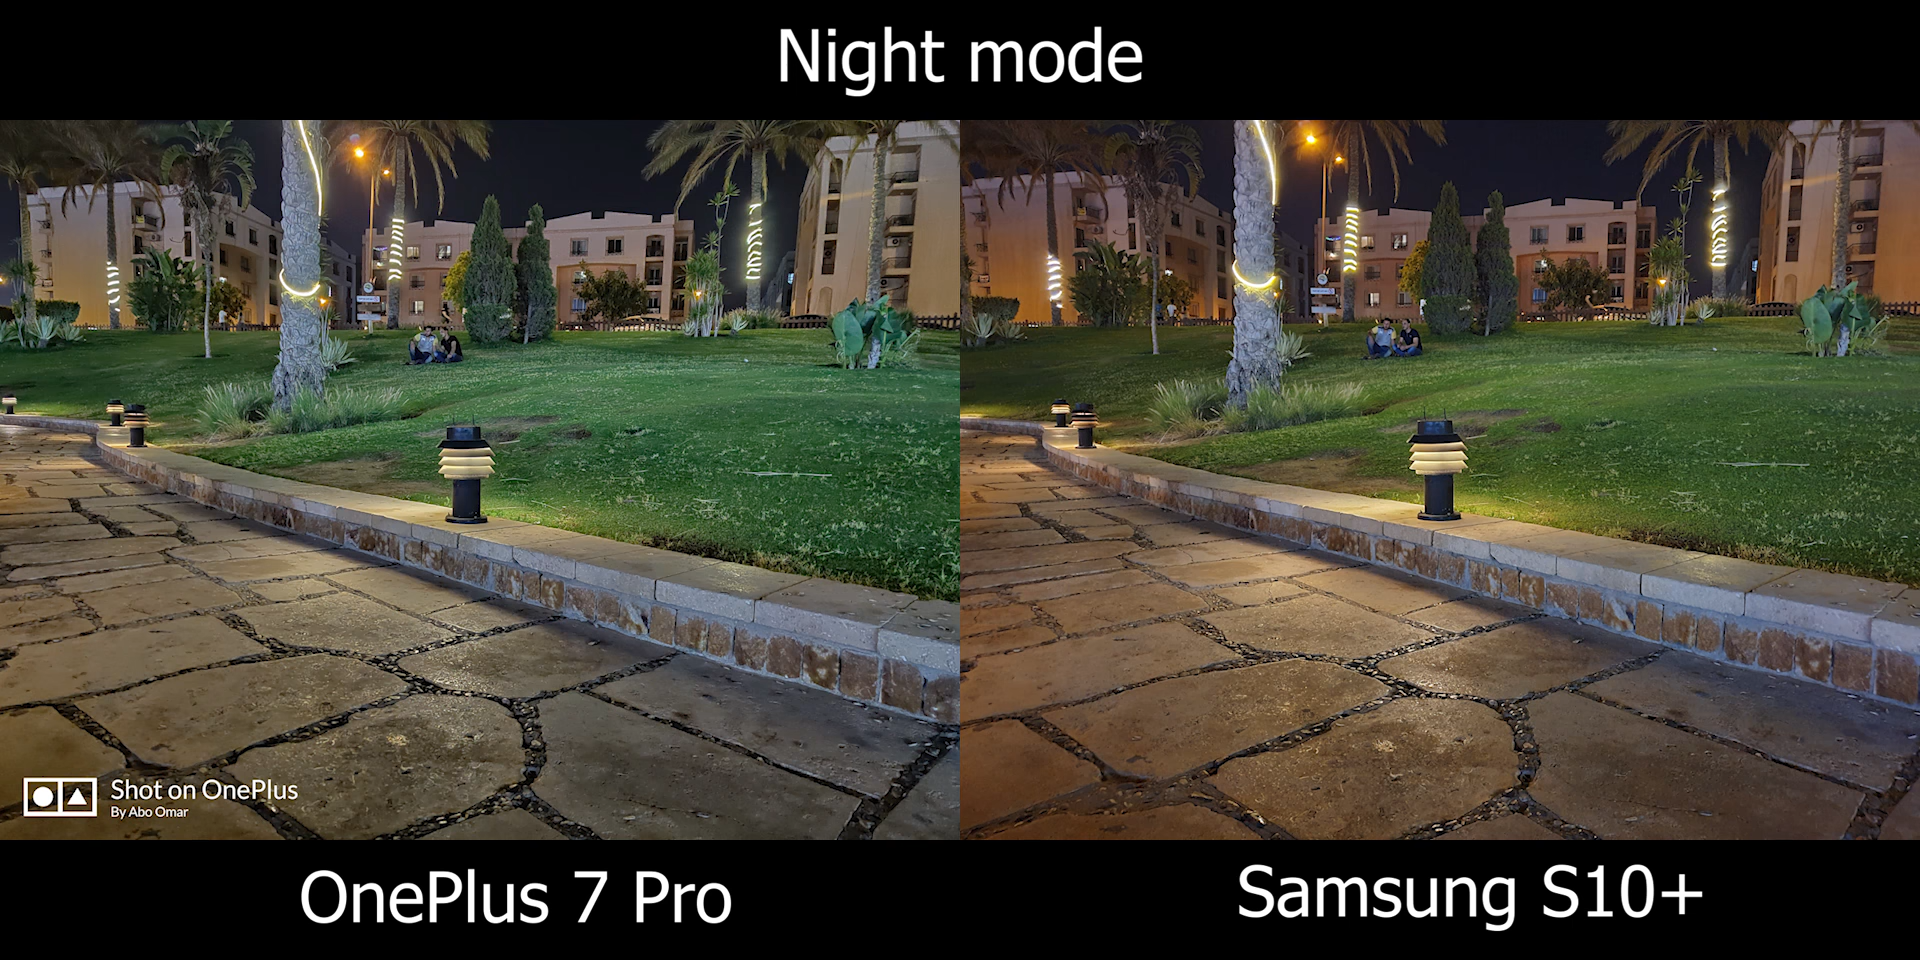 Night mode
Shot on OnePlus
By Abo Omar
OnePlus 7 Pro
Samsung S10+